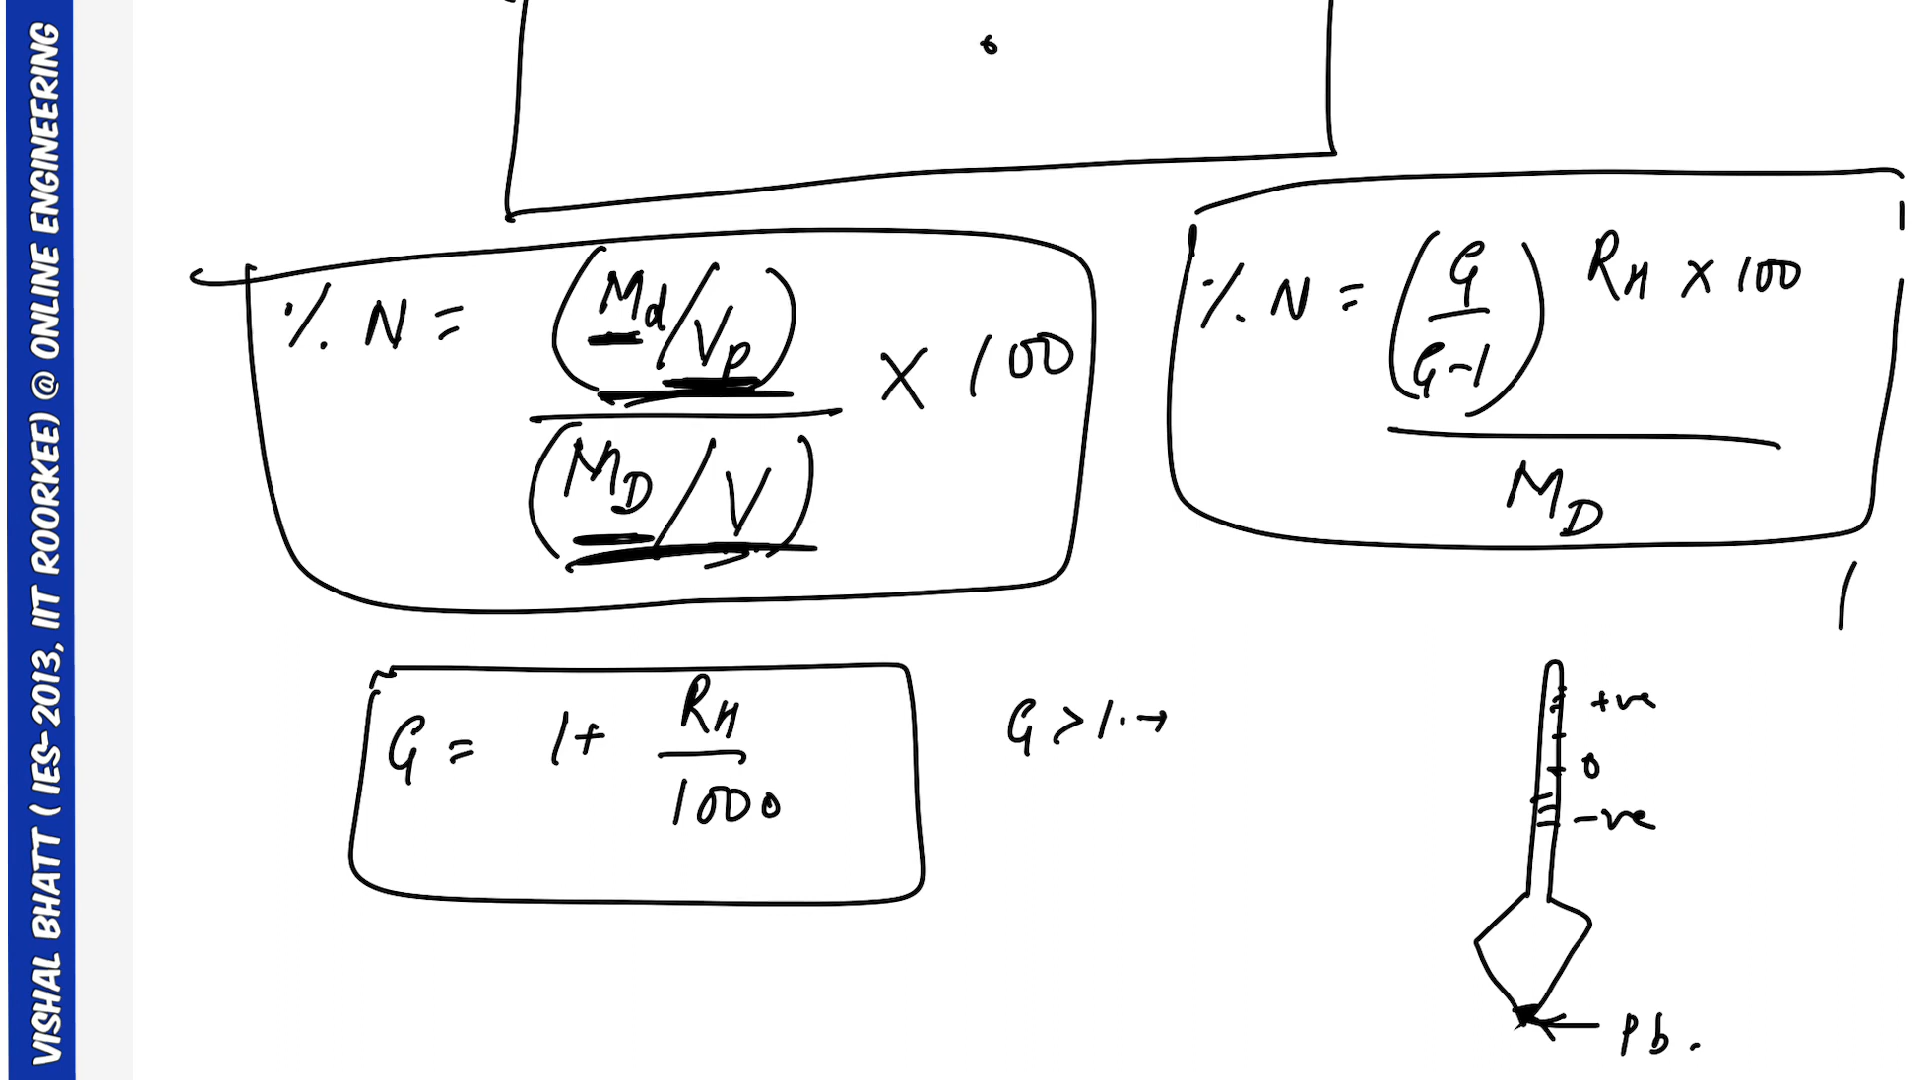 VISHAL BHATT ( IES-2013, IIT ROORKEE) @ ONLINE ENGINEERING
% N = (Md/Vp) / (MD/V) × 100
% N = (G / G-1) RH × 100 / MD
G = 1 + RH / 1000
G > 1. →
+ve
0
-ve
Pb.